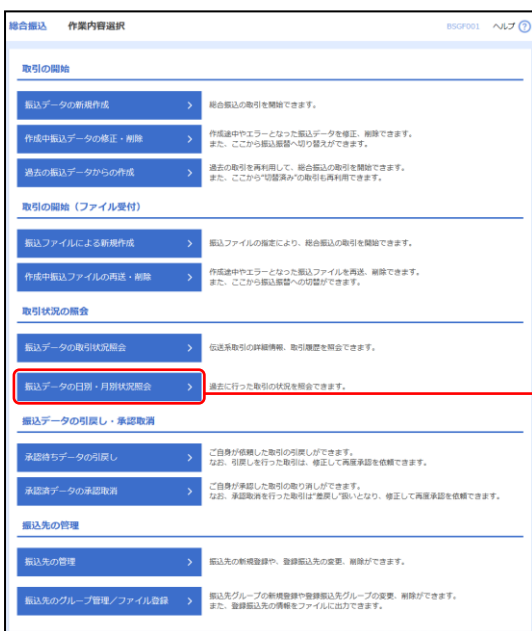 総合振込 作業内容選択 BSGF001 ヘルプ ?
取引の開始
振込データの新規作成 > 総合振込の取引を開始できます。
作成中振込データの修正・削除 > 作成途中やエラーとなった振込データを修正、削除できます。
また、ここから振込振替へ切り替えができます。
過去の振込データからの作成 > 過去の取引を再利用して、総合振込の取引を開始できます。
また、ここから“切替済み”の取引も再利用できます。
取引の開始（ファイル受付）
振込ファイルによる新規作成 > 振込ファイルの指定により、総合振込の取引を開始できます。
作成中振込ファイルの再送・削除 > 作成途中やエラーとなった振込ファイルを再送、削除できます。
また、ここから振込振替への切替ができます。
取引状況の照会
振込データの取引状況照会 > 伝送系取引の詳細情報、取引履歴を照会できます。
振込データの日別・月別状況照会 > 過去に行った取引の状況を照会できます。
振込データの引戻し・承認取消
承認待ちデータの引戻し > ご自身が依頼した取引の引戻しができます。
なお、引戻しを行った取引は、修正して再度承認を依頼できます。
承認済データの承認取消 > ご自身が承認した取引の取り消しができます。
なお、承認取消を行った取引は“差戻し”扱いとなり、修正して再度承認を依頼できます。
振込先の管理
振込先の管理 > 振込先の新規登録や、登録振込先の変更、削除ができます。
振込先のグループ管理／ファイル登録 > 振込先グループの新規登録や登録振込先グループの変更、削除ができます。
また、登録振込先の情報をファイルに出力できます。